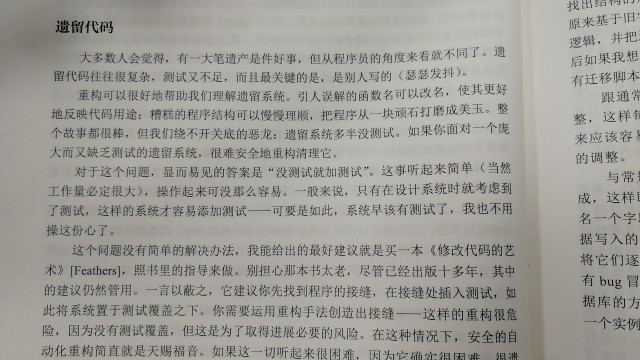 遗留代码
大多数人会觉得，有一大笔遗产是件好事，但从程序员的角度来看就不同了。遗
留代码往往很复杂，测试又不足，而且最关键的是，是别人写的（瑟瑟发抖）。
重构可以很好地帮助我们理解遗留系统。引人误解的函数名可以改名，使其更好
地反映代码用途；糟糕的程序结构可以慢慢理顺，把程序从一块顽石打磨成美玉。整
个故事都很棒，但我们绕不开关底的恶龙：遗留系统多半没测试。如果你面对一个庞
大而又缺乏测试的遗留系统，很难安全地重构清理它。
对于这个问题，显而易见的答案是“没测试就加测试”。这事听起来简单（当然
工作量必定很大），操作起来可没那么容易。一般来说，只有在设计系统时就考虑到
了测试，这样的系统才容易添加测试——可要是如此，系统早该有测试了，我也不用
操这份心了。
这个问题没有简单的解决办法，我能给出的最好建议就是买一本《修改代码的艺
术》[Feathers]，照书里的指导来做。别担心那本书太老，尽管已经出版十多年，其中
的建议仍然管用。一言以蔽之，它建议你先找到程序的接缝，在接缝处插入测试，如
此将系统置于测试覆盖之下。你需要运用重构手法创造出接缝——这样的重构很危
险，因为没有测试覆盖，但这是为了取得进展必要的风险。在这种情况下，安全的自
动化重构简直就是天赐福音。如果这一切听起来很困难，因为它确实很困难。很遗
找出结构的
原来基于旧
逻辑，并把
后如果我想
有迁移脚本
跟通常
整，这样每
来应该容易
的调整。
与常规
成，这样即
名一个字段
据写入的
将它们逐
有 bug 冒
据库的方
一个实例